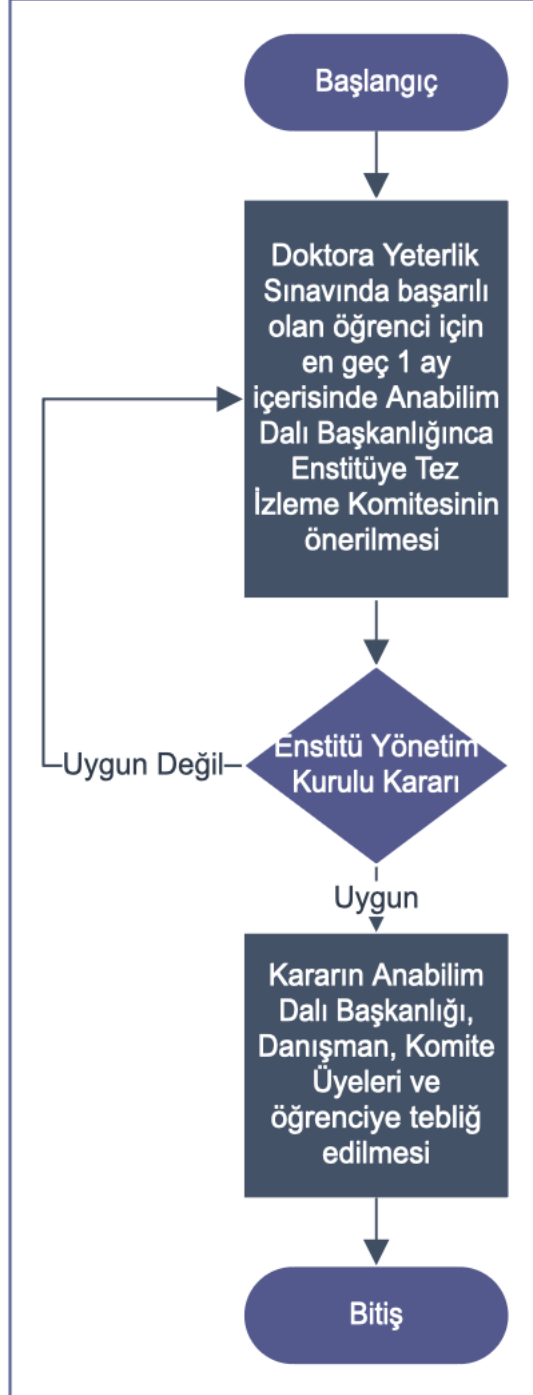 Başlangıç
Doktora Yeterlik
Sınavında başarılı
olan öğrenci için
en geç 1 ay
içerisinde Anabilim
Dalı Başkanlığınca
Enstitüye Tez
İzleme Komitesinin
önerilmesi
Enstitü Yönetim
Kurulu Kararı
Uygun Değil
Uygun
Kararın Anabilim
Dalı Başkanlığı,
Danışman, Komite
Üyeleri ve
öğrenciye tebliğ
edilmesi
Bitiş